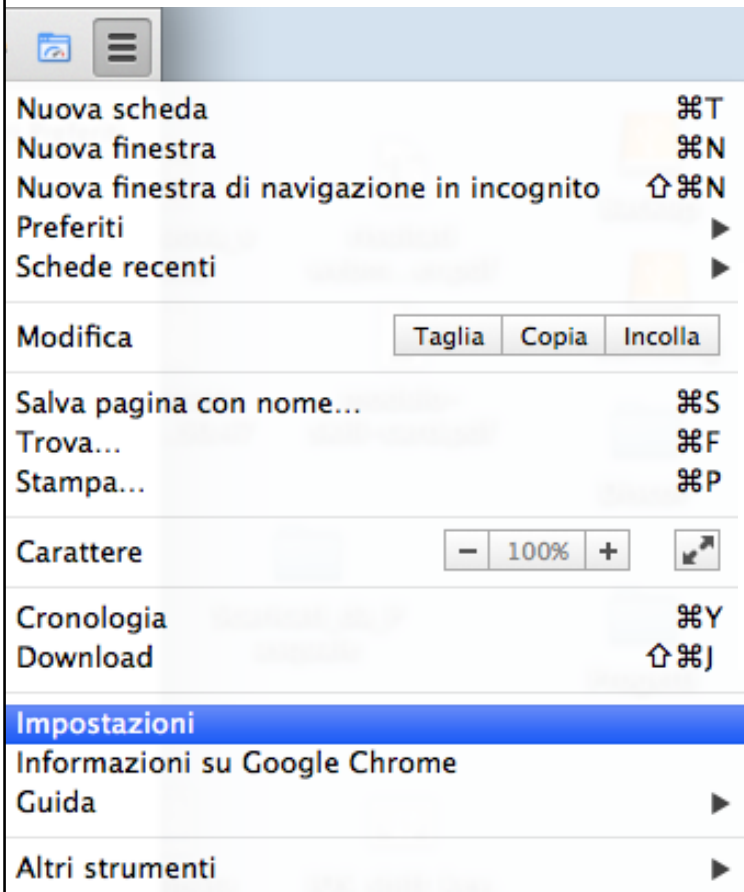 Nuova scheda ⌘T
Nuova finestra ⌘N
Nuova finestra di navigazione in incognito ⇧⌘N
Preferiti ▶
Schede recenti ▶
Modifica Taglia Copia Incolla
Salva pagina con nome... ⌘S
Trova... ⌘F
Stampa... ⌘P
Carattere − 100% +
Cronologia ⌘Y
Download ⇧⌘J
Impostazioni
Informazioni su Google Chrome
Guida ▶
Altri strumenti ▶